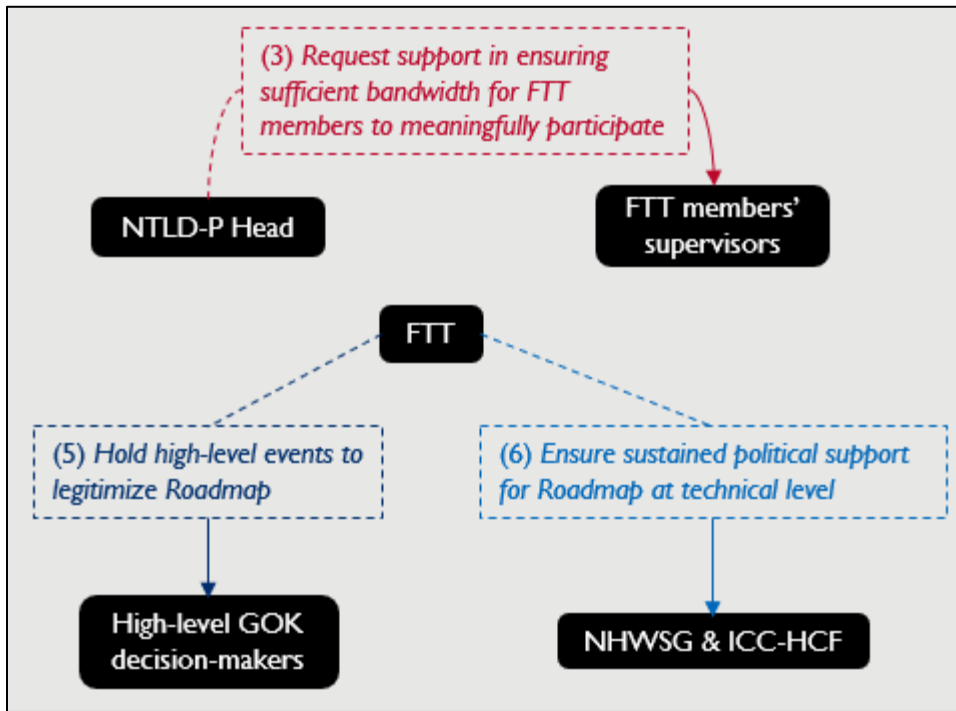 (3) Request support in ensuring
sufficient bandwidth for FTT
members to meaningfully participate
NTLD-P Head
FTT members’
supervisors
FTT
(5) Hold high-level events to
legitimize Roadmap
(6) Ensure sustained political support
for Roadmap at technical level
High-level GOK
decision-makers
NHWSG & ICC-HCF